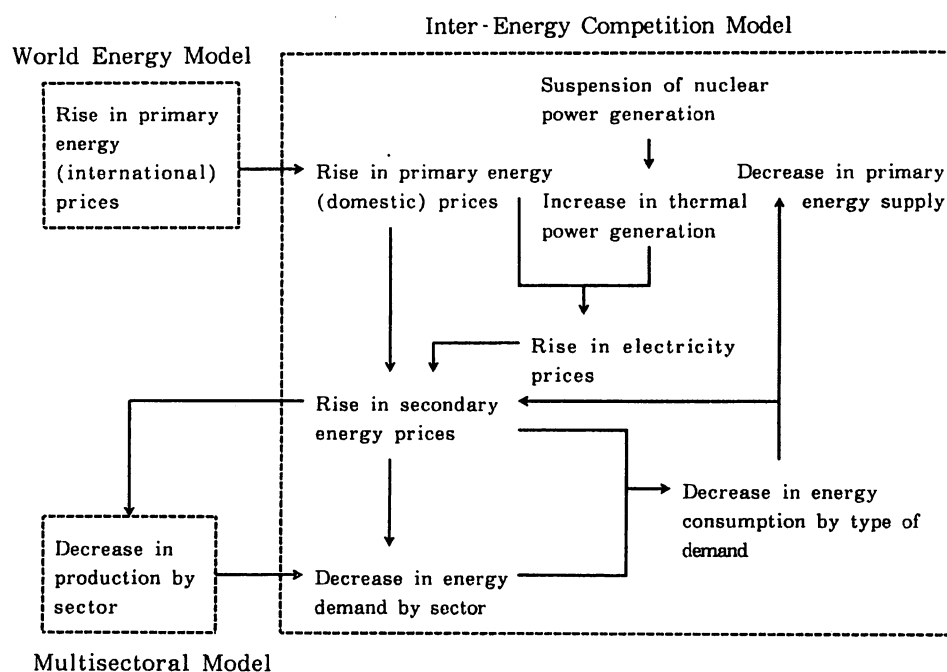 Inter-Energy Competition Model
World Energy Model
Rise in primary
energy
(international)
prices
Suspension of nuclear
power generation
Rise in primary energy
(domestic) prices
Increase in thermal
power generation
Decrease in primary
energy supply
Rise in electricity
prices
Rise in secondary
energy prices
Decrease in energy
consumption by type of
demand
Decrease in
production by
sector
Decrease in energy
demand by sector
Multisectoral Model